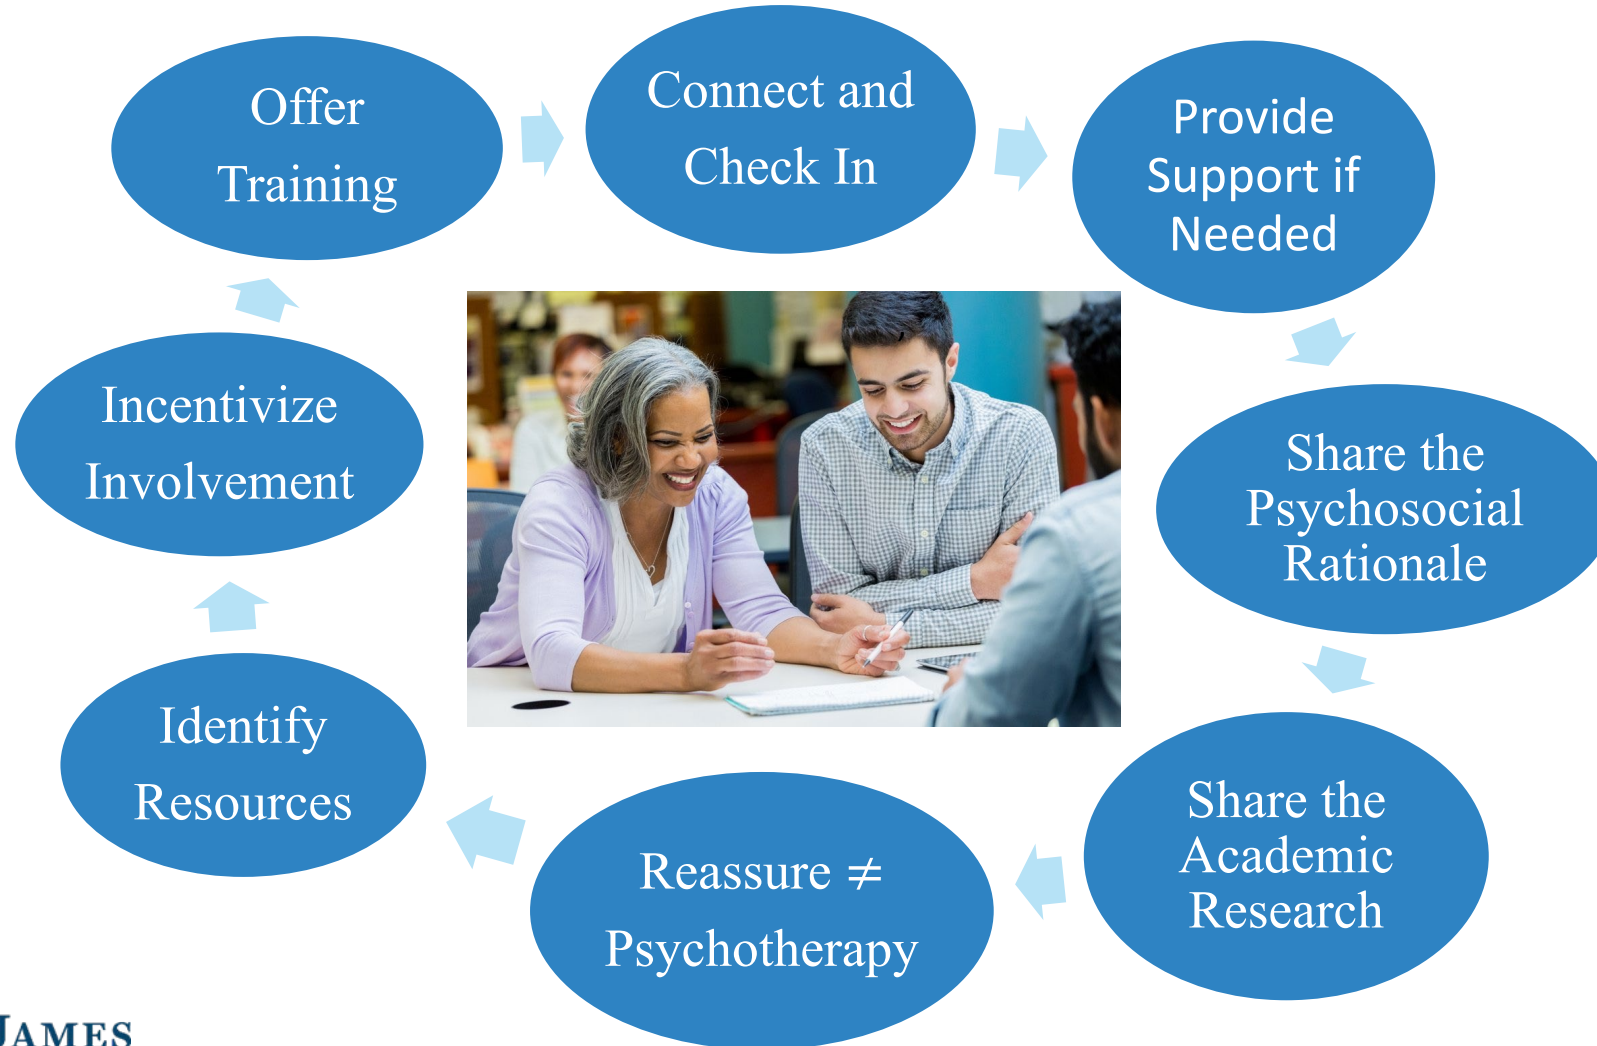 Connect and
Check In
Provide
Support if
Needed
Share the
Psychosocial
Rationale
Share the
Academic
Research
Reassure ≠
Psychotherapy
Identify
Resources
Incentivize
Involvement
Offer
Training
JAMES